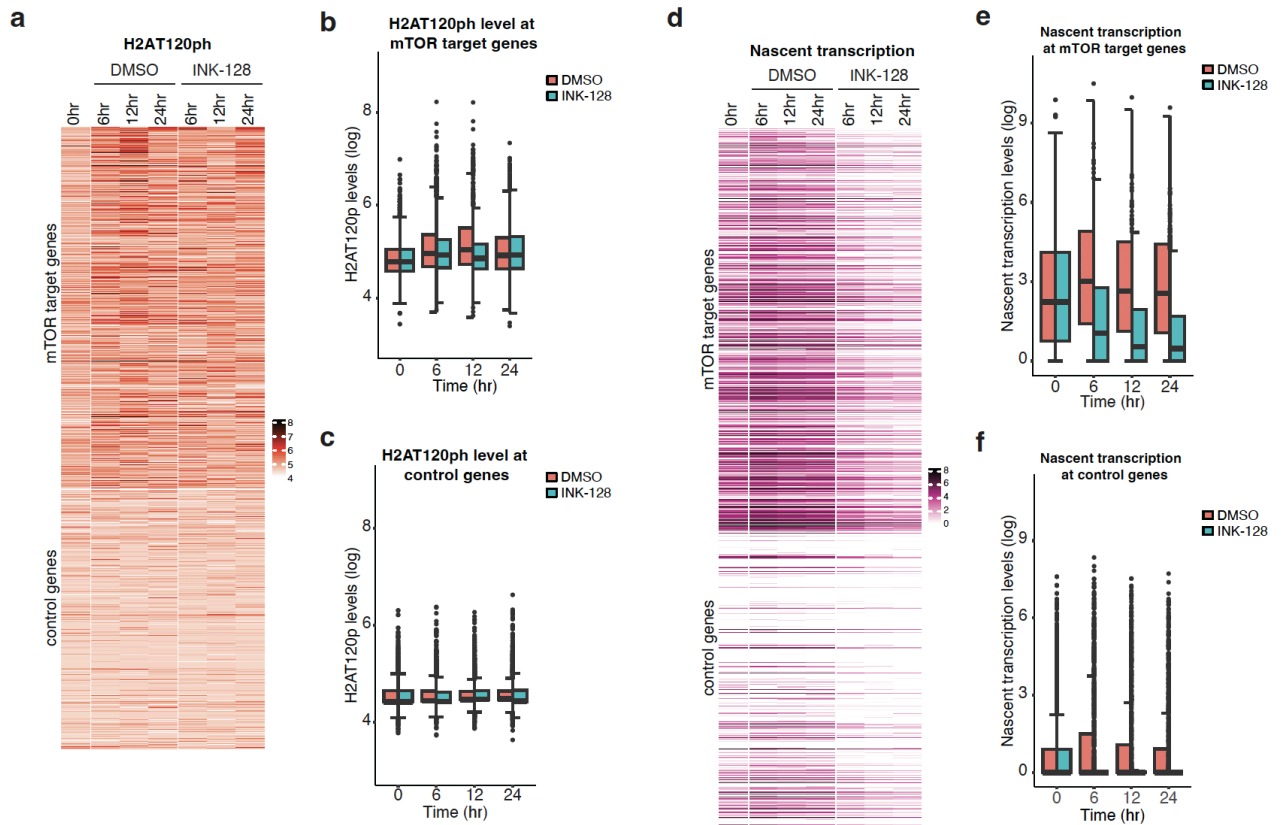 a
H2AT120ph
DMSO
INK-128
0hr
6hr
12hr
24hr
6hr
12hr
24hr
mTOR target genes
control genes
8
7
6
5
4
b
H2AT120ph level at
mTOR target genes
DMSO
INK-128
H2AT120p levels (log)
8
6
4
0
6
12
24
Time (hr)
c
H2AT120ph level at
control genes
DMSO
INK-128
H2AT120p levels (log)
8
6
4
0
6
12
24
Time (hr)
d
Nascent transcription
DMSO
INK-128
0hr
6hr
12hr
24hr
6hr
12hr
24hr
mTOR target genes
control genes
8
6
4
2
0
e
Nascent transcription
at mTOR target genes
DMSO
INK-128
Nascent transcription levels (log)
9
6
3
0
0
6
12
24
Time (hr)
f
Nascent transcription
at control genes
DMSO
INK-128
Nascent transcription levels (log)
9
6
3
0
0
6
12
24
Time (hr)